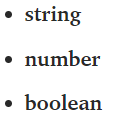 • string
• number
• boolean